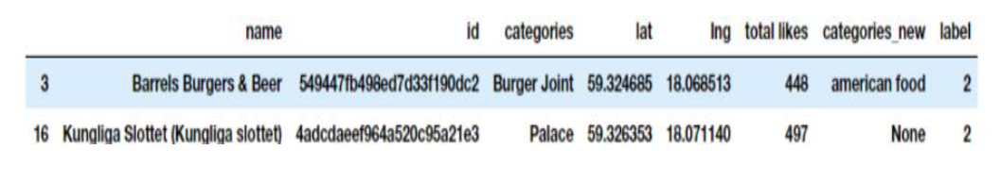 name id categories lat lng total likes categories_new label
3 Barrels Burgers & Beer 549447fb498ed7d33f190dc2 Burger Joint 59.324685 18.068513 448 american food 2
16 Kungliga Slottet (Kungliga slottet) 4adcdaeef964a520c95a21e3 Palace 59.326353 18.071140 497 None 2